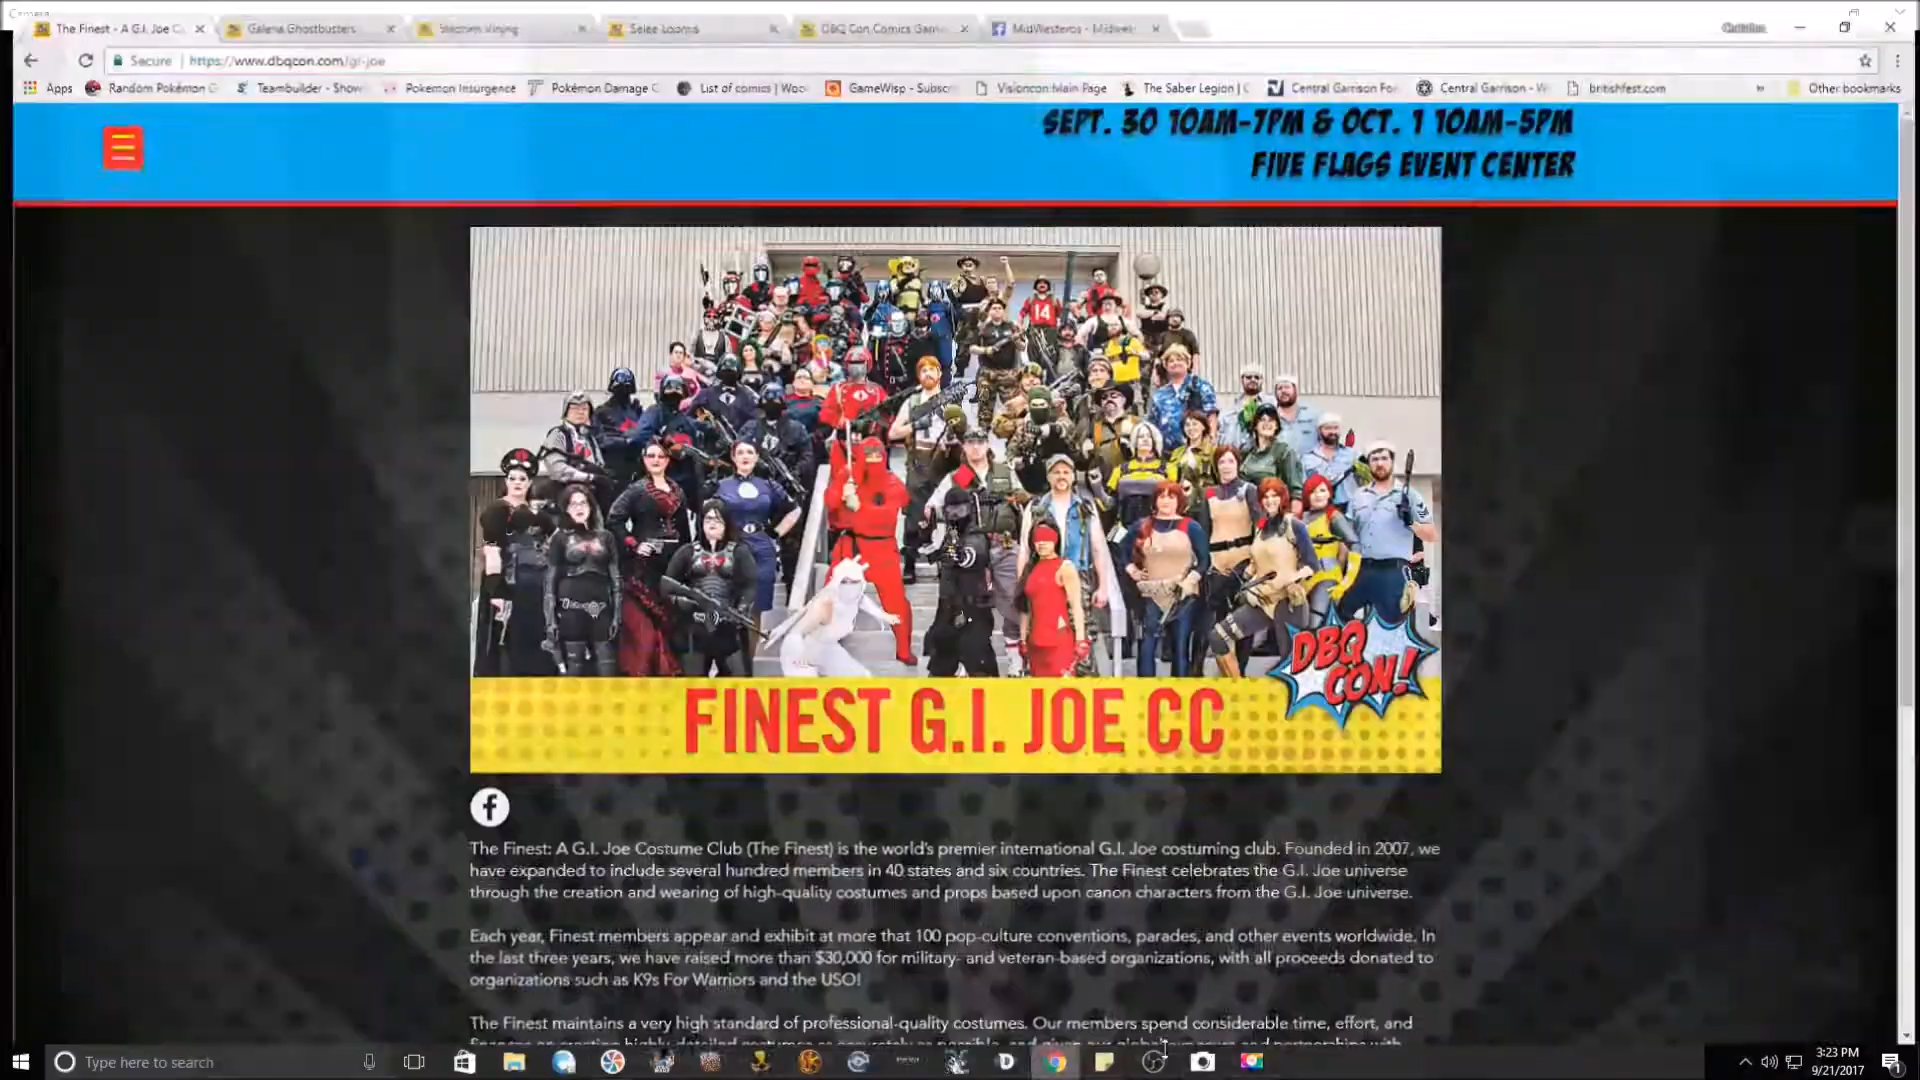 Camera
The Finest - A G.I. Joe C
Galena Ghostbusters
Selee Looms
DBQ Con Comics Gam
MidWesteros - Midwes
Secure https://www.dbqcon.com/gi-joe
Apps
Random Pokémon G
Teambuilder - Show
Pokemon Insurgence
Pokémon Damage C
List of comics | Woo
GameWisp - Subsc
Visioncon Main Page
The Saber Legion | C
Central Garrison For
Central Garrison - W
britishfest.com
»
Other bookmarks
SEPT. 30 10AM-7PM & OCT. 1 10AM-5PM
FIVE FLAGS EVENT CENTER
14
DBQ
CON!
FINEST G.I. JOE CC
The Finest: A G.I. Joe Costume Club (The Finest) is the world's premier international G.I. Joe costuming club. Founded in 2007, we
have expanded to include several hundred members in 40 states and six countries. The Finest celebrates the G.I. Joe universe
through the creation and wearing of high-quality costumes and props based upon canon characters from the G.I. Joe universe.
Each year, Finest members appear and exhibit at more that 100 pop-culture conventions, parades, and other events worldwide. In
the last three years, we have raised more than $30,000 for military- and veteran-based organizations, with all proceeds donated to
organizations such as K9s For Warriors and the USO!
The Finest maintains a very high standard of professional-quality costumes. Our members spend considerable time, effort, and
Type here to search
3:23 PM
9/21/2017